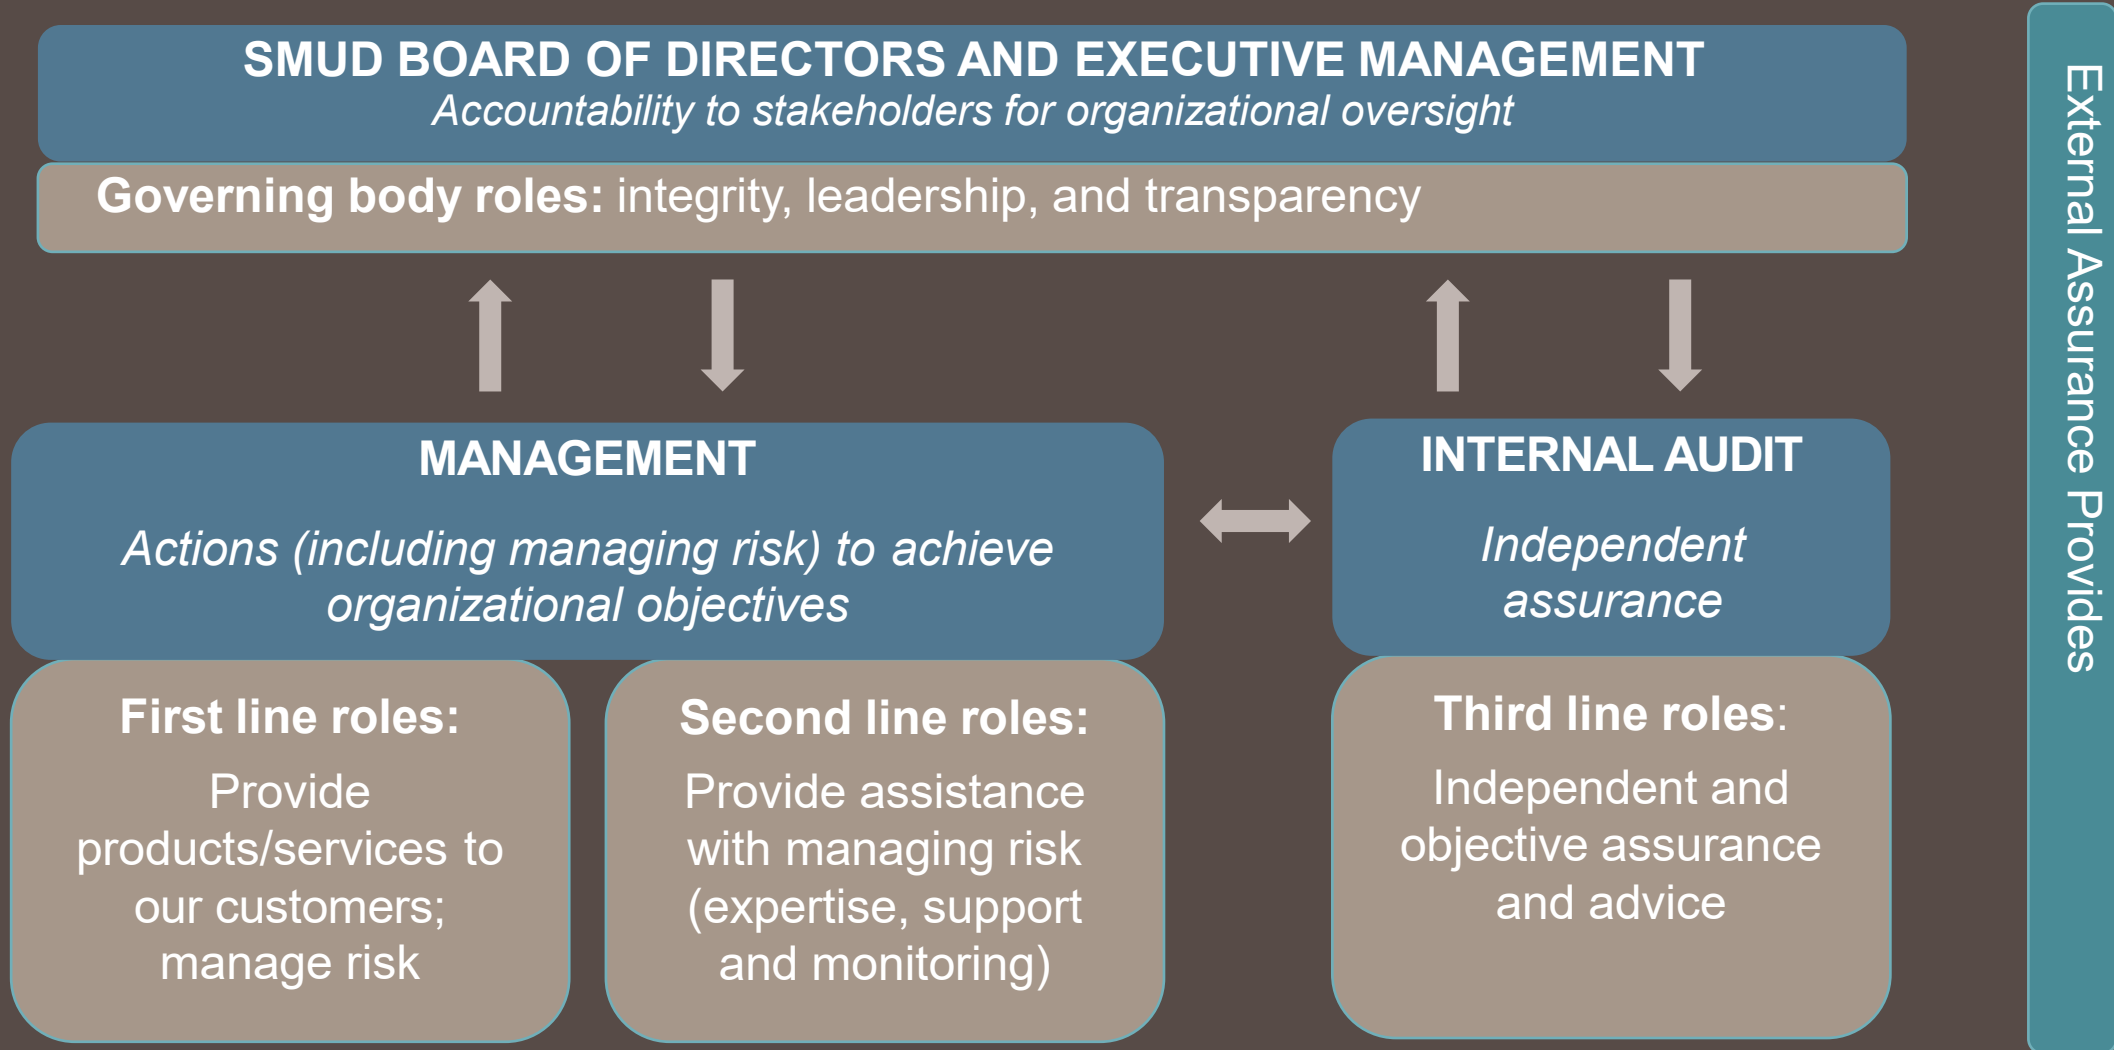 SMUD BOARD OF DIRECTORS AND EXECUTIVE MANAGEMENT
Accountability to stakeholders for organizational oversight
Governing body roles: integrity, leadership, and transparency
MANAGEMENT
Actions (including managing risk) to achieve
organizational objectives
INTERNAL AUDIT
Independent
assurance
First line roles:
Provide
products/services to
our customers;
manage risk
Second line roles:
Provide assistance
with managing risk
(expertise, support
and monitoring)
Third line roles:
Independent and
objective assurance
and advice
External Assurance Provides